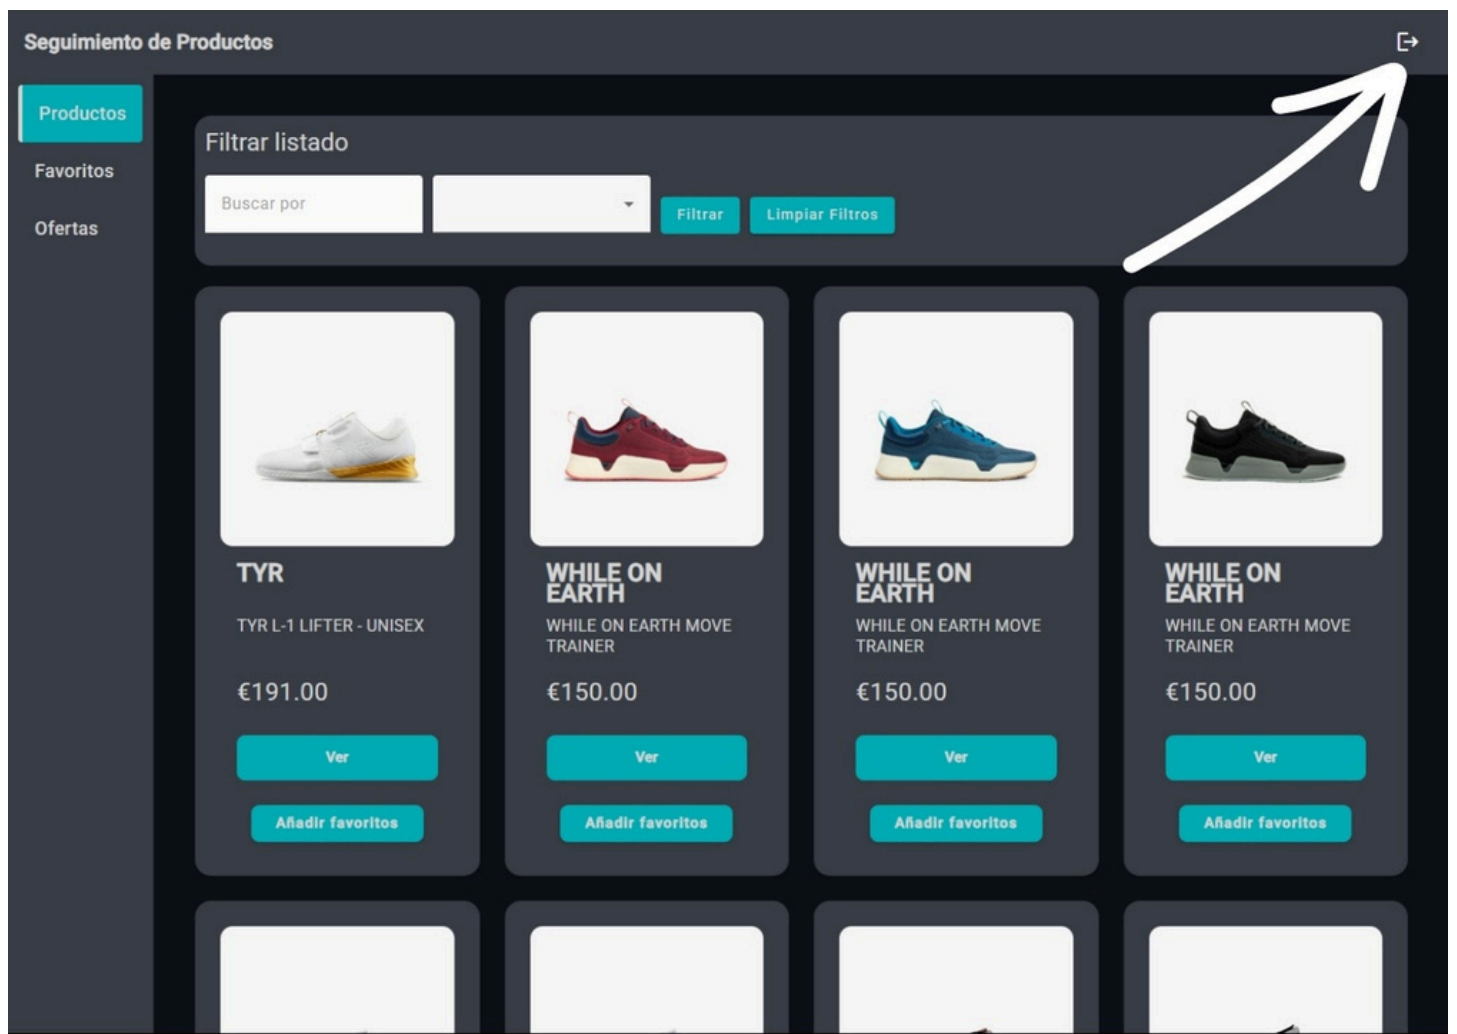 Seguimiento de Productos
Productos
Favoritos
Ofertas
Filtrar listado
Buscar por
Filtrar
Limpiar Filtros
TYR
TYR L-1 LIFTER - UNISEX
€191.00
Ver
Añadir favoritos
WHILE ON
EARTH
WHILE ON EARTH MOVE
TRAINER
€150.00
Ver
Añadir favoritos
WHILE ON
EARTH
WHILE ON EARTH MOVE
TRAINER
€150.00
Ver
Añadir favoritos
WHILE ON
EARTH
WHILE ON EARTH MOVE
TRAINER
€150.00
Ver
Añadir favoritos